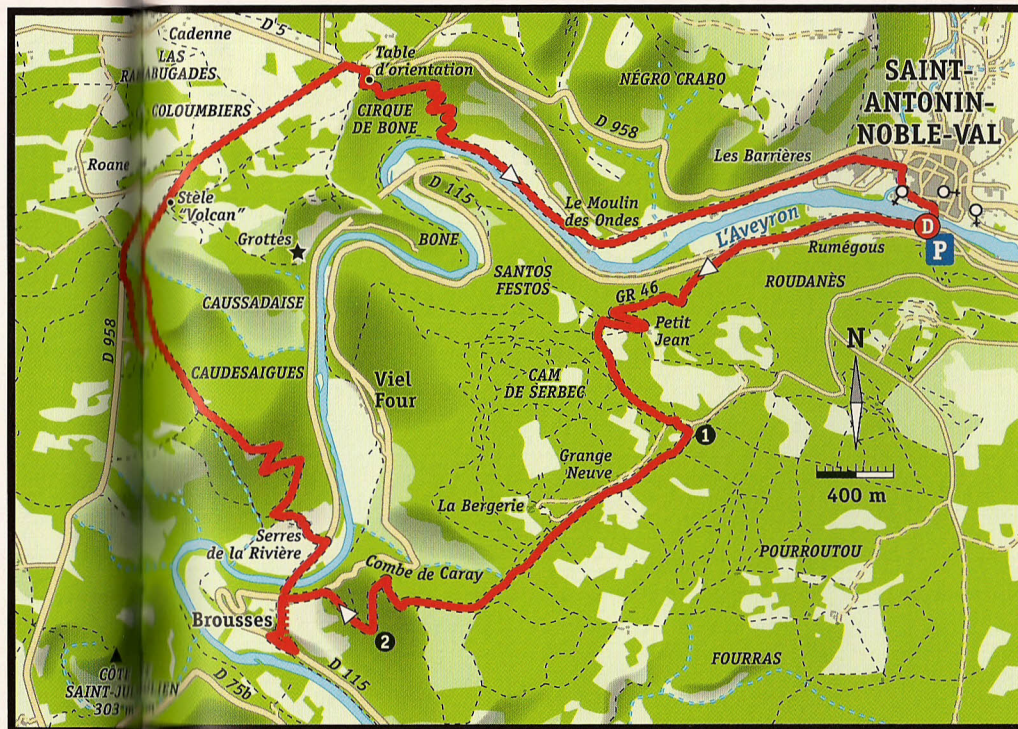 Cadenne
D 5
LAS
RAMABUGADES
COLOUMBIERS
Table
d'orientation
NÉGRO CRABO
SAINT-
ANTONIN-
NOBLE-VAL
CIRQUE
DE BONE
D 958
Les Barrières
Roane
D 115
Stèle
"Volcan"
Le Moulin
des Ondes
L'Aveyron
D
P
Grottes
BONE
Rumégous
SANTOS
FESTOS
ROUDANÈS
GR 46
CAUSSADAISE
Petit
Jean
N
D 958
CAUDESAIGUES
Viel
Four
CAM
DE SERBEC
1
Grange
Neuve
400 m
La Bergerie
Serres
de la Rivière
POURROUTOU
Combe de Caray
Brousses
2
FOURRAS
CÔTE
SAINT-JULIEN
303
D 75b
D 115